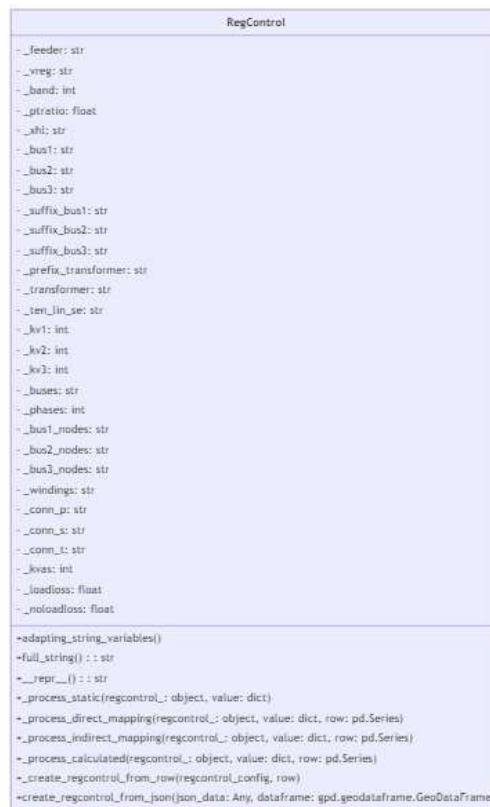 RegControl
- _feeder: str
- _vreg: str
- _band: int
- _ptratio: float
- _xhl: str
- _bus1: str
- _bus2: str
- _bus3: str
- _suffix_bus1: str
- _suffix_bus2: str
- _suffix_bus3: str
- _prefix_transformer: str
- _transformer: str
- _ten_lin_se: str
- _kv1: int
- _kv2: int
- _kv3: int
- _buses: str
- _phases: int
- _bus1_nodes: str
- _bus2_nodes: str
- _bus3_nodes: str
- _windings: str
- _conn_p: str
- _conn_s: str
- _conn_t: str
- _kvas: int
- _loadloss: float
- _noloadloss: float
+adapting_string_variables()
+full_string() : : str
+__repr__() : : str
+_process_static(regcontrol_: object, value: dict)
+_process_direct_mapping(regcontrol_: object, value: dict, row: pd.Series)
+_process_indirect_mapping(regcontrol_: object, value: dict, row: pd.Series)
+_process_calculated(regcontrol_: object, value: dict, row: pd.Series)
+_create_regcontrol_from_row(regcontrol_config, row)
+create_regcontrol_from_json(json_data: Any, dataframe: gpd.geodataframe.GeoDataFrame